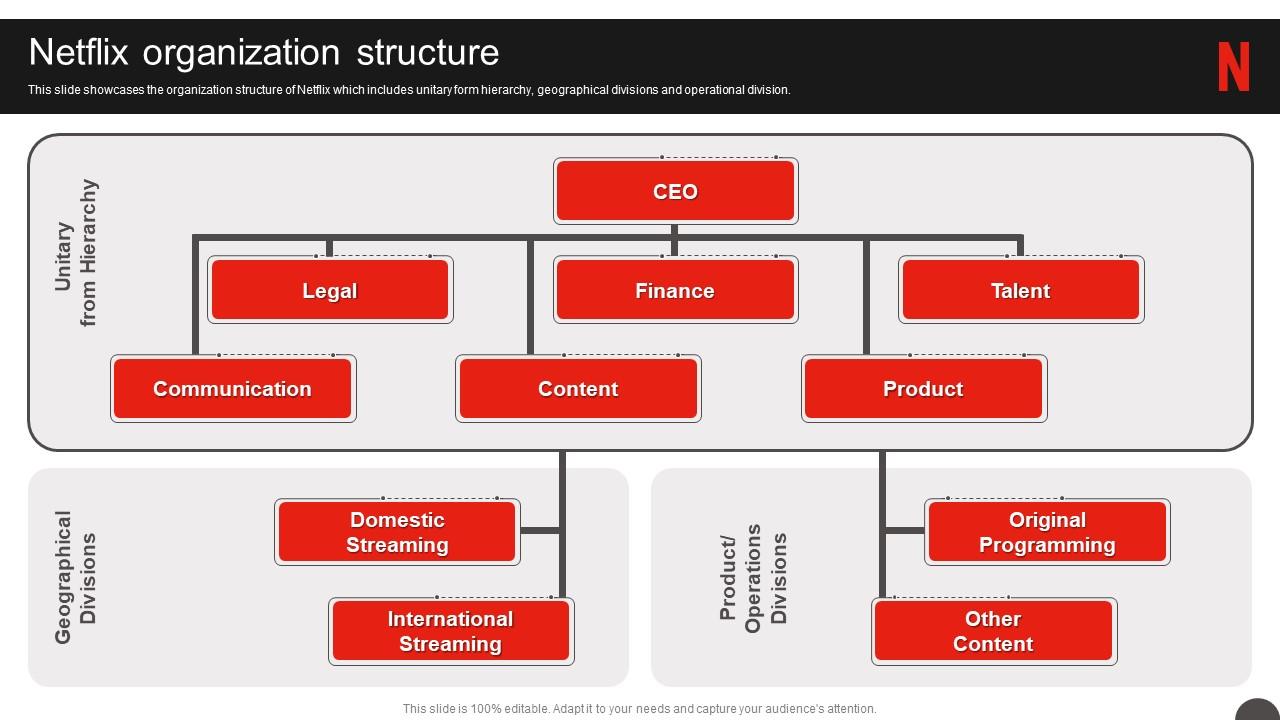 Netflix organization structure
This slide showcases the organization structure of Netflix which includes unitary form hierarchy, geographical divisions and operational division.
N
Unitary
from Hierarchy
CEO
Legal
Finance
Talent
Communication
Content
Product
Geographical
Divisions
Domestic
Streaming
International
Streaming
Product/
Operations
Divisions
Original
Programming
Other
Content
This slide is 100% editable. Adapt it to your needs and capture your audience's attention.